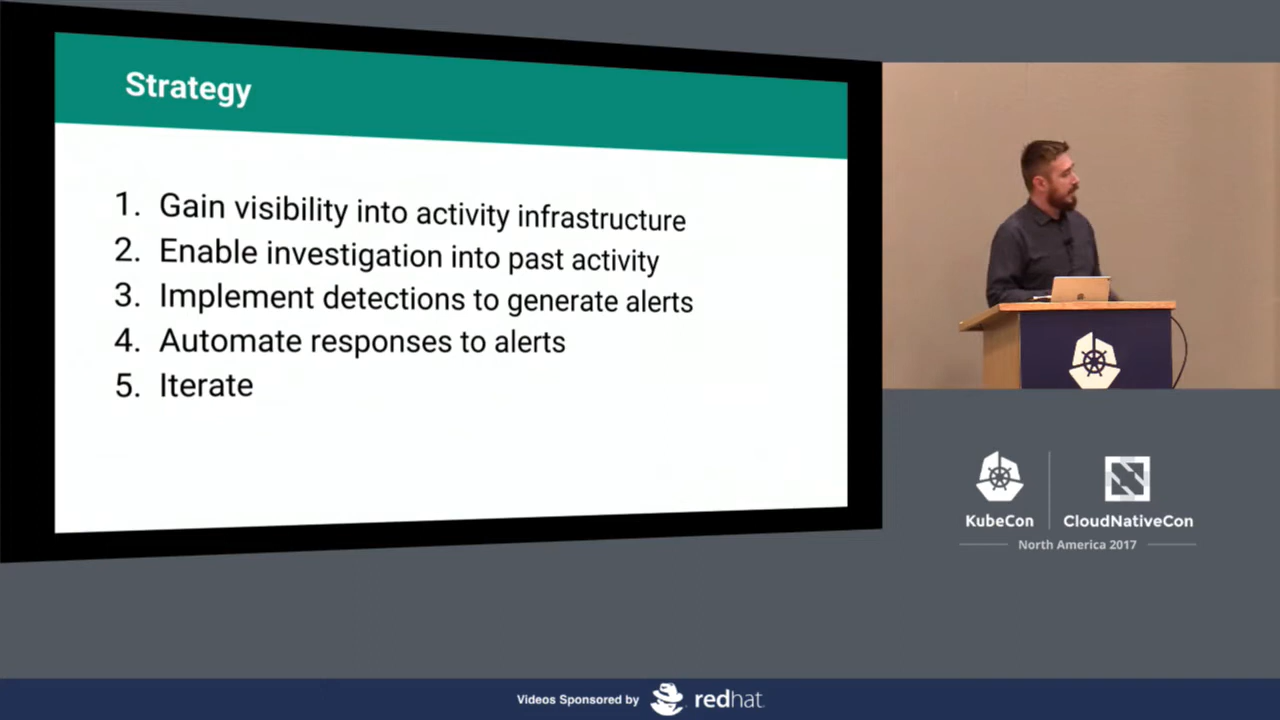 Strategy
1. Gain visibility into activity infrastructure
2. Enable investigation into past activity
3. Implement detections to generate alerts
4. Automate responses to alerts
5. Iterate
KubeCon
CloudNativeCon
North America 2017
Videos Sponsored by redhat.